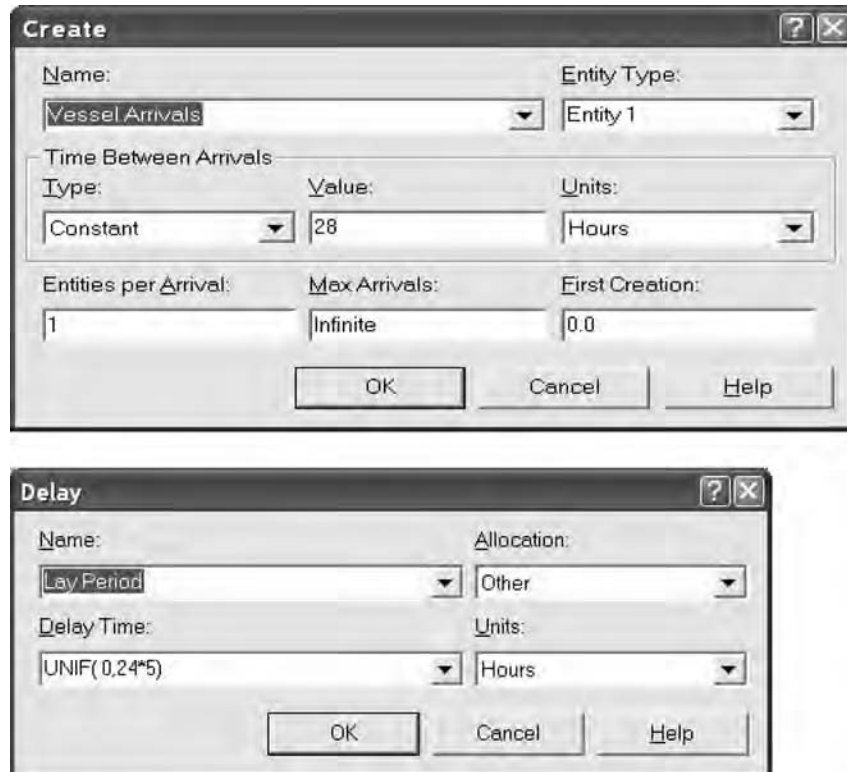 Create
Name: Entity Type:
Vessel Arrivals Entity 1
Time Between Arrivals
Type: Value: Units:
Constant 28 Hours
Entities per Arrival: Max Arrivals: First Creation:
1 Infinite 0.0
OK Cancel Help
Delay
Name: Allocation:
Lay Period Other
Delay Time: Units:
UNIF( 0,24*5) Hours
OK Cancel Help